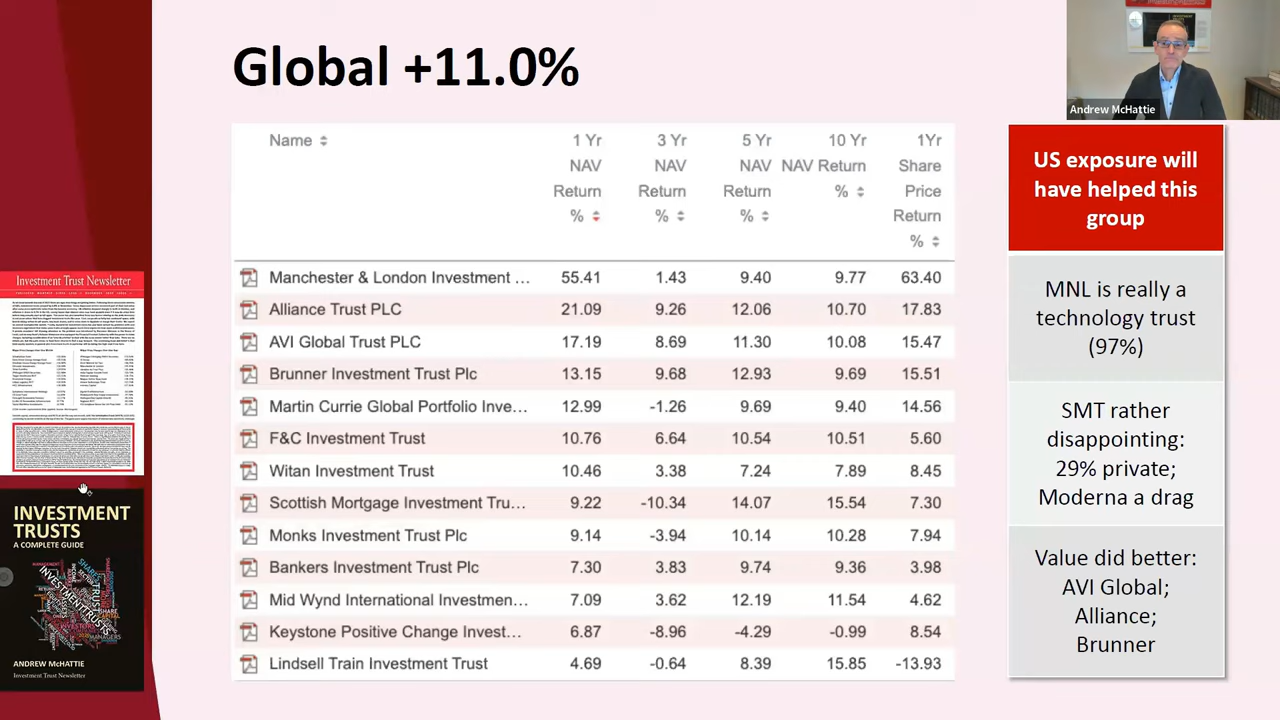 Global +11.0%
Andrew McHattie
Name
1 Yr NAV Return %
3 Yr NAV Return %
5 Yr NAV Return %
10 Yr NAV Return %
1Yr Share Price Return %
Manchester & London Investment ... 55.41 1.43 9.40 9.77 63.40
Alliance Trust PLC 21.09 9.26 12.06 10.70 17.83
AVI Global Trust PLC 17.19 8.69 11.30 10.08 15.47
Brunner Investment Trust Plc 13.15 9.68 12.38 9.69 15.51
Martin Currie Global Portfolio Inves... 12.99 -1.26 9.40 14.56
F&C Investment Trust 10.76 6.64 10.54 10.51 5.60
Witan Investment Trust 10.46 3.38 7.24 7.89 8.45
Scottish Mortgage Investment Tru... 9.22 -10.34 14.07 15.54 7.30
Monks Investment Trust Plc 9.14 -3.94 10.14 10.28 7.94
Bankers Investment Trust Plc 7.30 3.83 9.74 9.36 3.98
Mid Wynd International Investmen... 7.09 3.62 12.19 11.54 4.62
Keystone Positive Change Invest... 6.87 -8.96 -4.29 -0.99 8.54
Lindsell Train Investment Trust 4.69 -0.64 8.39 15.85 -13.93
US exposure will
have helped this
group
MNL is really a
technology trust
(97%)
SMT rather
disappointing:
29% private;
Moderna a drag
Value did better:
AVI Global;
Alliance;
Brunner
Investment Trust Newsletter
INVESTMENT
TRUSTS
A COMPLETE GUIDE
ANDREW McHATTIE
Investment Trust Newsletter